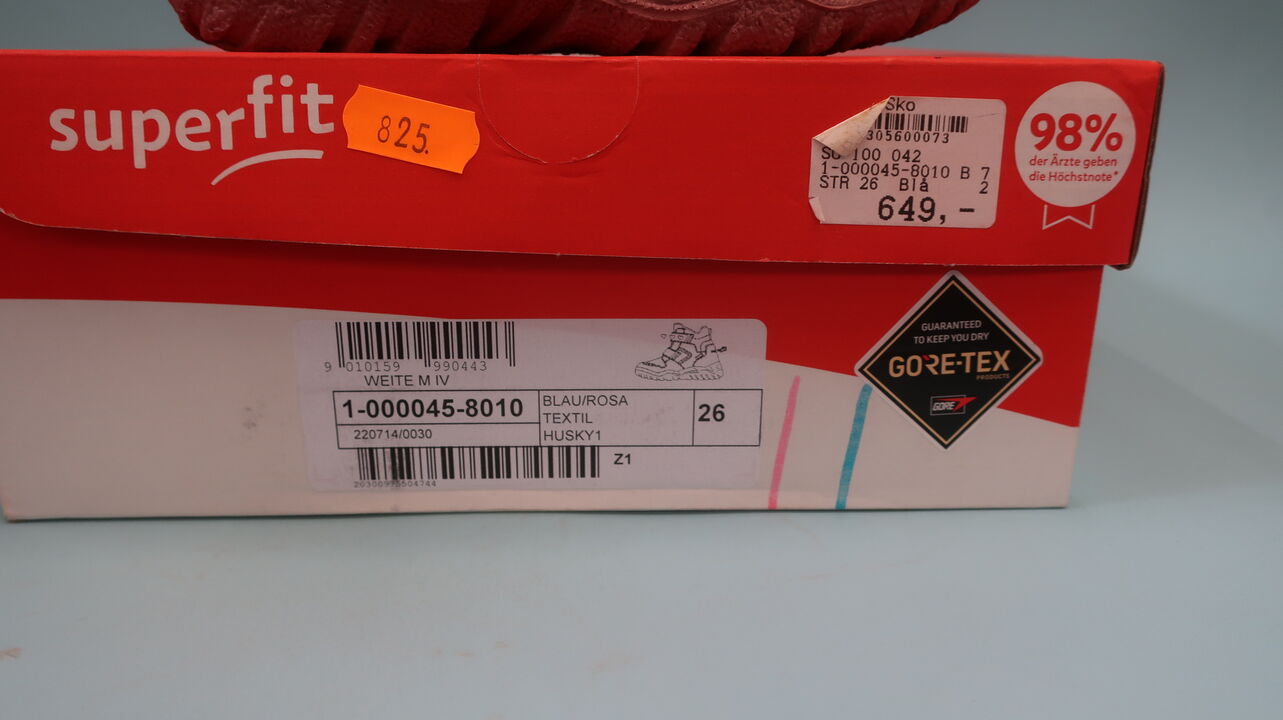 superfit
825.
Sko
305600073
SU 100 042
1-000045-8010 B 7
STR 26 Blå 2
649,-
98%
der Ärzte geben
die Höchstnote*
GUARANTEED
TO KEEP YOU DRY
GORE-TEX
PRODUCTS
GORE
9 010159 990443
WEITE M IV
1-000045-8010
220714/0030
BLAU/ROSA
TEXTIL
HUSKY1
26
Z1